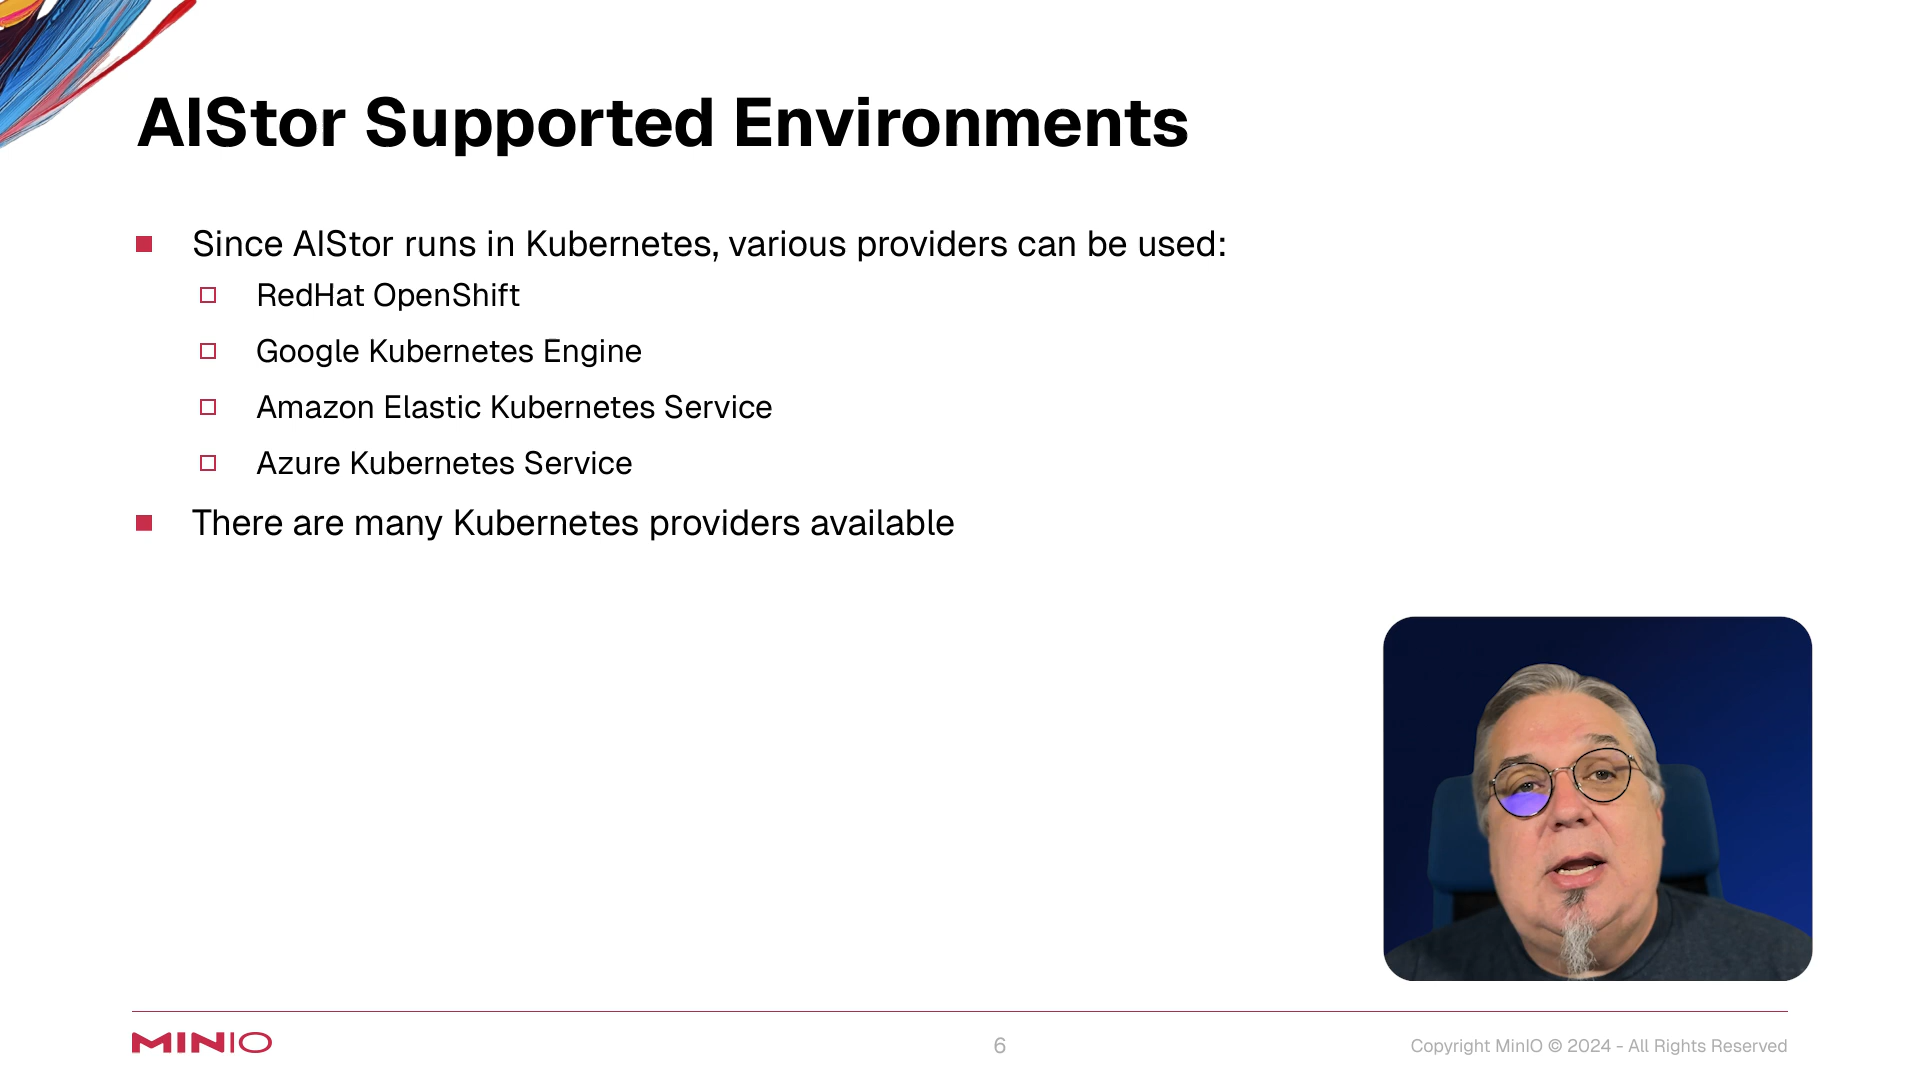 AIStor Supported Environments
Since AIStor runs in Kubernetes, various providers can be used:
RedHat OpenShift
Google Kubernetes Engine
Amazon Elastic Kubernetes Service
Azure Kubernetes Service
There are many Kubernetes providers available
MINIO
6
Copyright MinIO © 2024 - All Rights Reserved